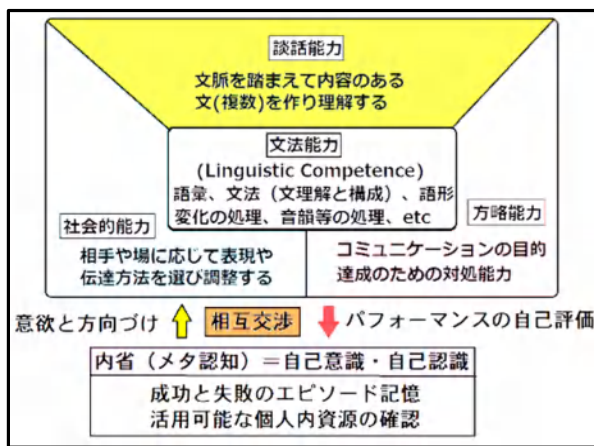 談話能力
文脈を踏まえて内容のある
文(複数)を作り理解する
文法能力
(Linguistic Competence)
語彙、文法（文理解と構成）、語形
変化の処理、音韻等の処理、etc
社会的能力
相手や場に応じて表現や
伝達方法を選び調整する
方略能力
コミュニケーションの目的
達成のための対処能力
意欲と方向づけ
相互交渉
パフォーマンスの自己評価
内省（メタ認知）＝自己意識・自己認識
成功と失敗のエピソード記憶
活用可能な個人内資源の確認